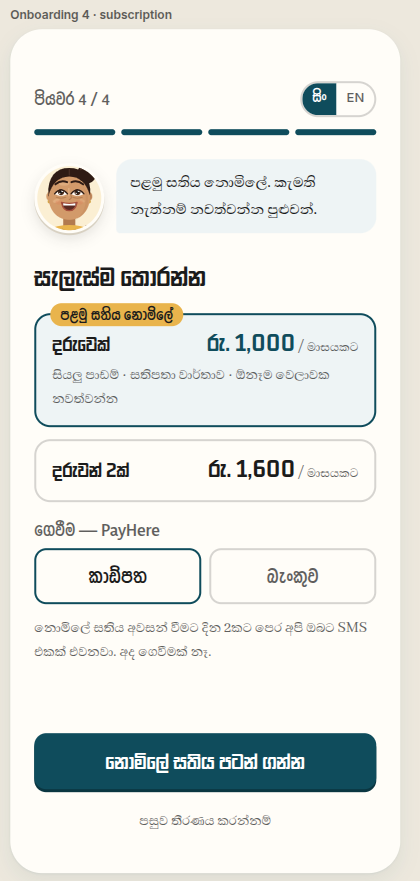 Onboarding 4 · subscription
පියවර 4 / 4
සිං EN
පළමු සතිය නොමිලේ. කැමති
නැත්නම් නවත්වන්න පුළුවන්.
සැලැස්ම තෝරන්න
පළමු සතිය නොමිලේ
දරුවෙක් රු. 1,000 / මාසයකට
සියලු පාඩම් · සතිපතා වාර්තාව · ඕනෑම වෙලාවක
නවත්වන්න
දරුවන් 2ක් රු. 1,600 / මාසයකට
ගෙවීම — PayHere
කාඩ්පත බැංකුව
නොමිලේ සතිය අවසන් වීමට දින 2කට පෙර අපි ඔබට SMS
එකක් එවනවා. අද ගෙවීමක් නෑ.
නොමිලේ සතිය පටන් ගන්න
පසුව තීරණය කරන්නම්